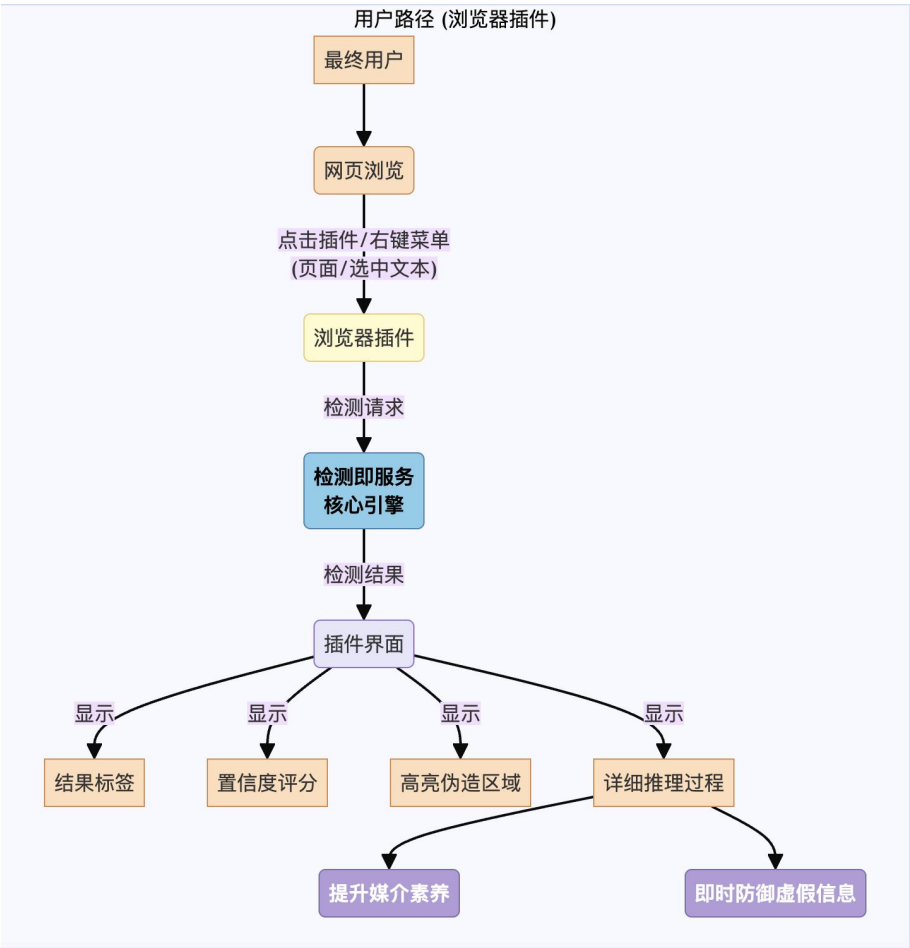 用户路径 (浏览器插件)
最终用户
网页浏览
点击插件/右键菜单
(页面/选中文本)
浏览器插件
检测请求
检测即服务
核心引擎
检测结果
插件界面
显示
显示
显示
显示
结果标签
置信度评分
高亮伪造区域
详细推理过程
提升媒介素养
即时防御虚假信息